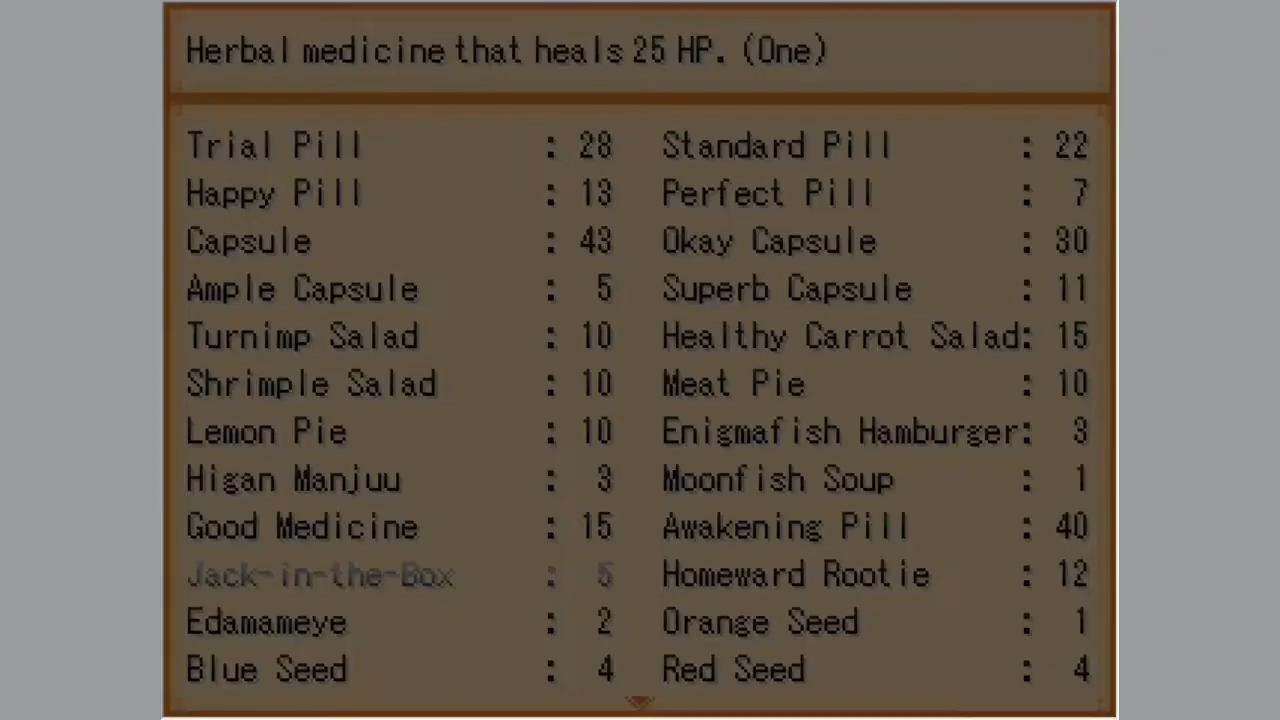 Herbal medicine that heals 25 HP. (One)
Trial Pill : 28 Standard Pill : 22
Happy Pill : 13 Perfect Pill : 7
Capsule : 43 Okay Capsule : 30
Ample Capsule : 5 Superb Capsule : 11
Turnimp Salad : 10 Healthy Carrot Salad: 15
Shrimple Salad : 10 Meat Pie : 10
Lemon Pie : 10 Enigmafish Hamburger: 3
Higan Manjuu : 3 Moonfish Soup : 1
Good Medicine : 15 Awakening Pill : 40
Jack-in-the-Box : 5 Homeward Rootie : 12
Edamameye : 2 Orange Seed : 1
Blue Seed : 4 Red Seed : 4